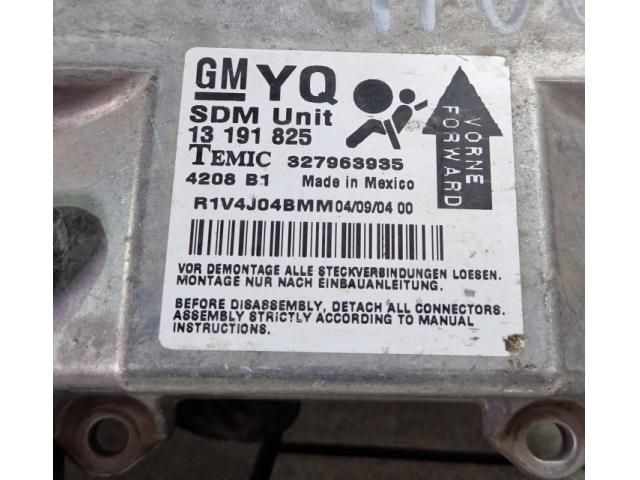 GM YQ
SDM Unit
13 191 825
TEMIC 327963935
4208 B1 Made in Mexico
R1V4J04BMM 04/09/04 00
VORNE
FORWARD
VOR DEMONTAGE ALLE STECKVERBINDUNGEN LOESEN.
MONTAGE NUR NACH EINBAUANLEITUNG.
BEFORE DISASSEMBLY, DETACH ALL CONNECTORS.
ASSEMBLY STRICTLY ACCORDING TO MANUAL
INSTRUCTIONS.